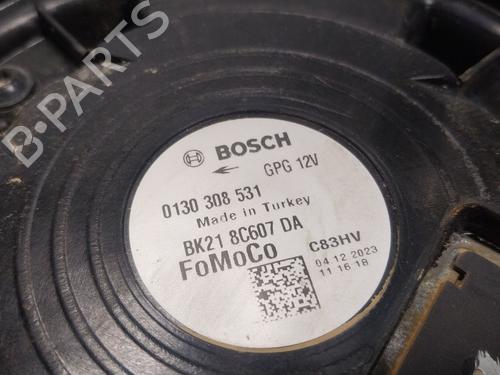 B-PARTS
BOSCH
GPG 12V
0130 308 531
Made in Turkey
BK21 8C607 DA
FoMoCo
C83HV
04.12.2023
11 16 18